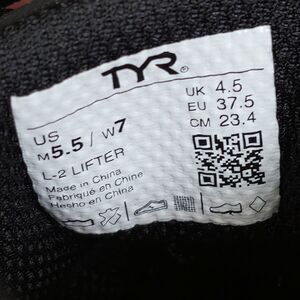 TYR®
US
M5.5 / W7
UK 4.5
EU 37.5
CM 23.4
L-2 LIFTER
Made in China
Fabriqué en Chine
Hecho en China